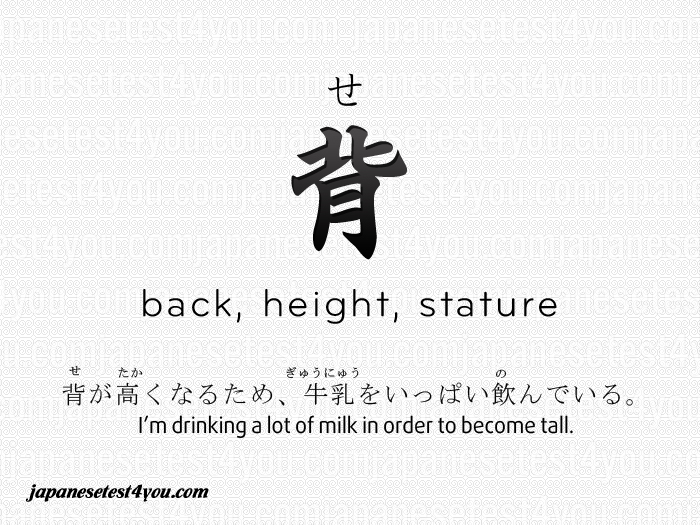 せ
背
back, height, stature
せ たか ぎゅうにゅう の
背が高くなるため、牛乳をいっぱい飲んでいる。
I'm drinking a lot of milk in order to become tall.
japanesetest4you.com